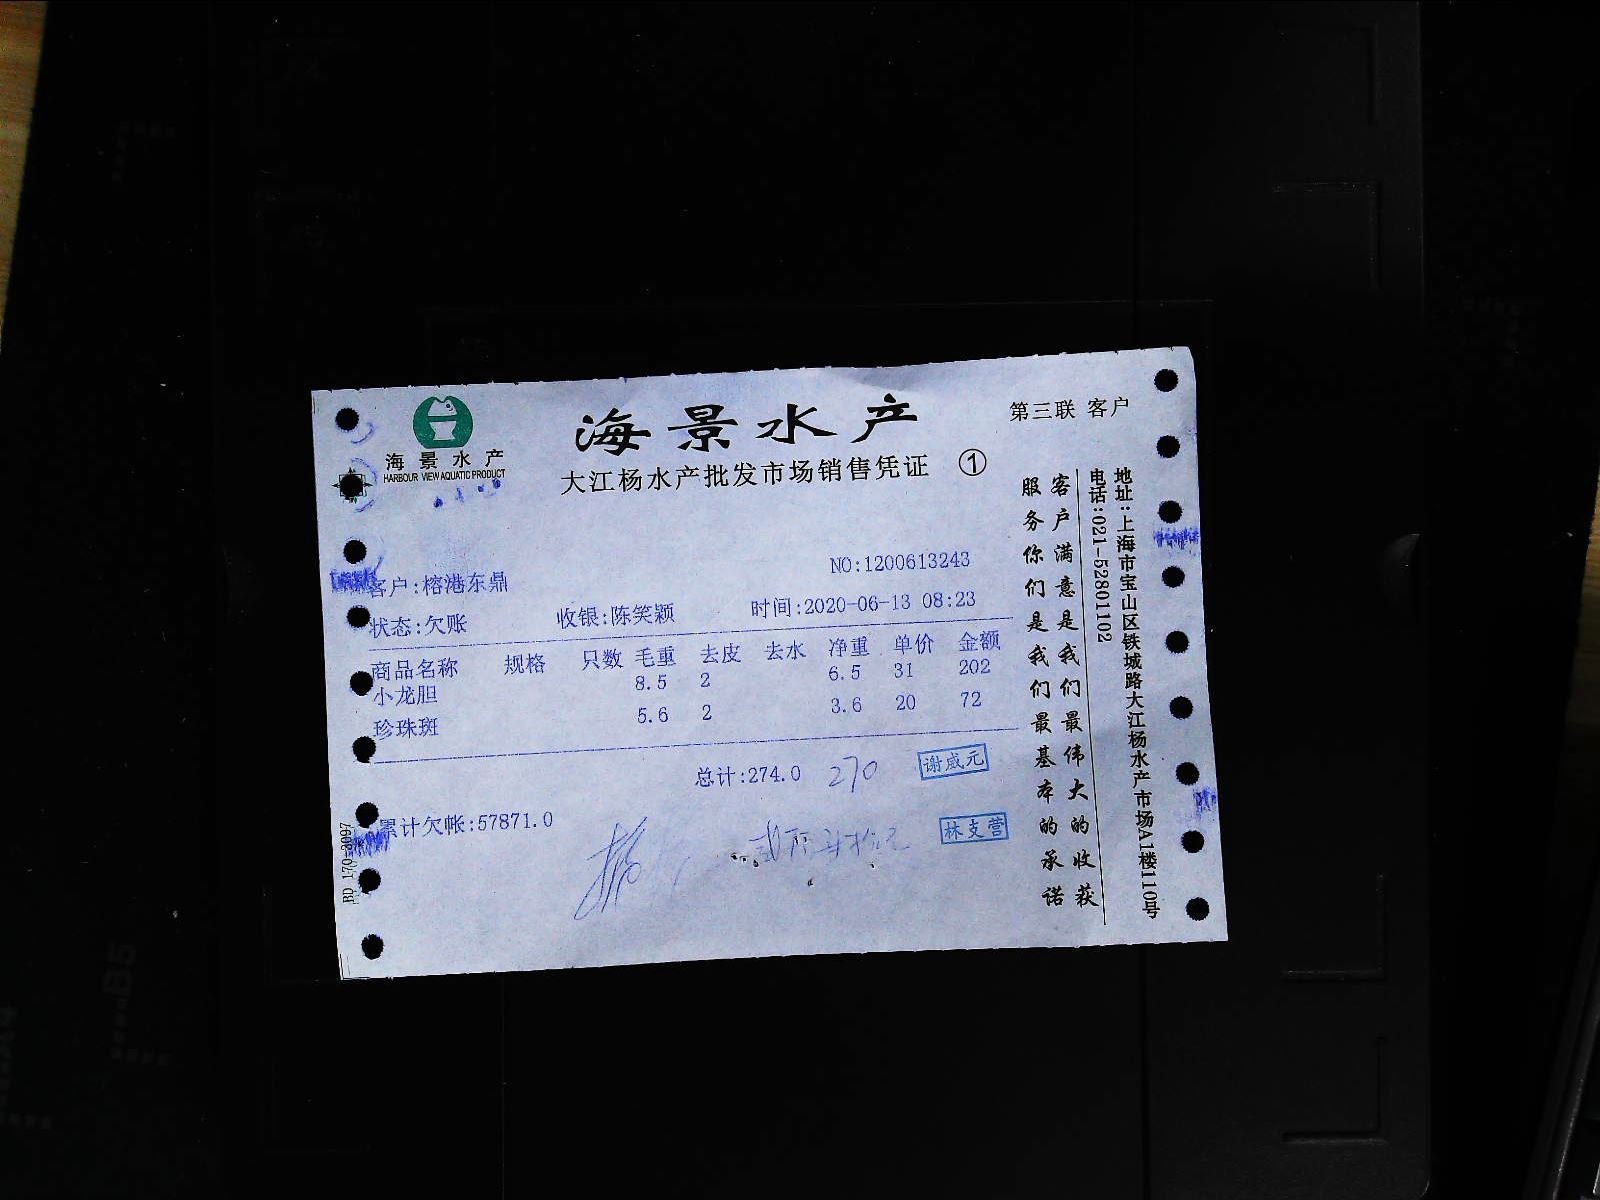 海景水产
HARBOUR VIEW AQUATIC PRODUCT
海景水产
大江杨水产批发市场销售凭证 ①
第三联 客户
NO:1200613243
客户:榕港东鼎
状态:欠账 收银:陈笑颖 时间:2020-06-13 08:23
商品名称 规格 只数 毛重 去皮 去水 净重 单价 金额
小龙胆 8.5 2 6.5 31 202
珍珠斑 5.6 2 3.6 20 72
总计:274.0 270 谢威元
累计欠帐:57871.0
林支营
客户满意是我们最伟大的收获
服务你们是我们最基本的承诺
地址:上海市宝山区铁城路大江杨水产市场A1楼110号
电话:021-52801102
BD 170-3097